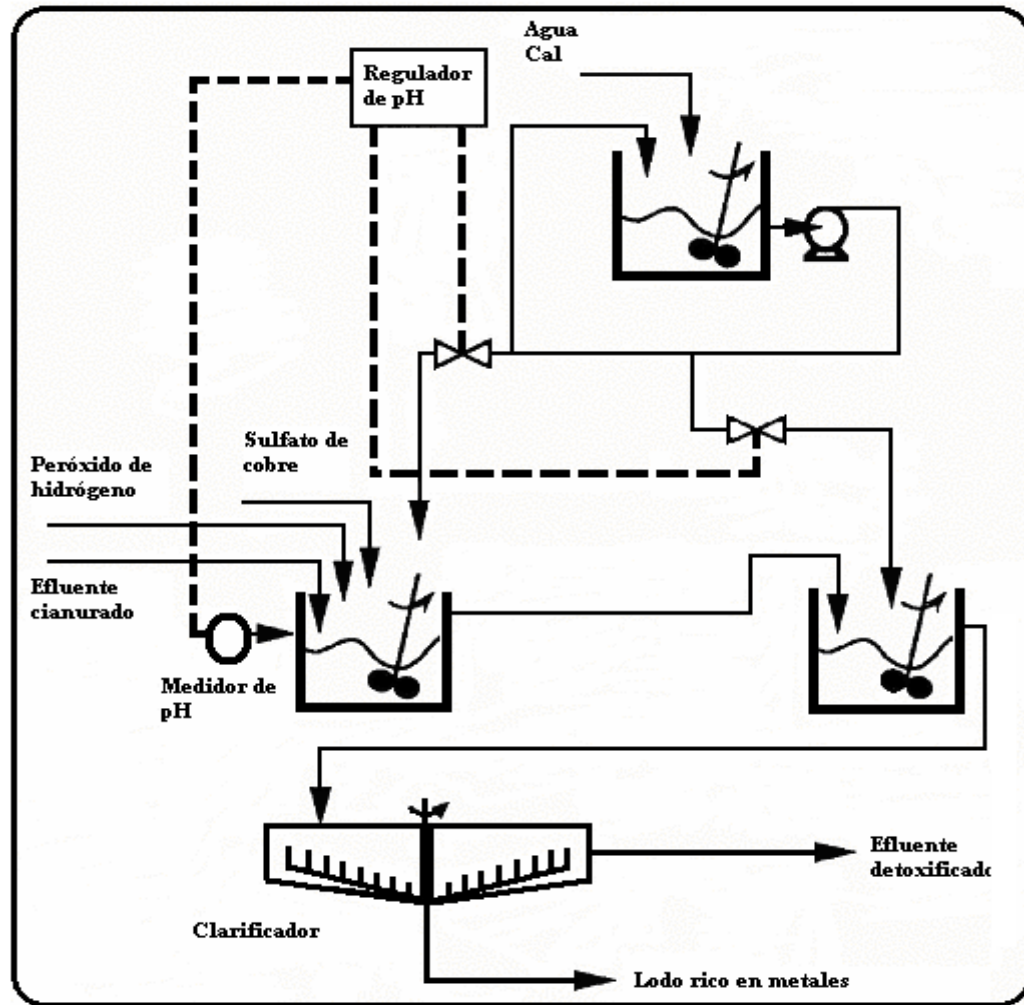 Agua
Cal
Regulador
de pH
Sulfato de
cobre
Peróxido de
hidrógeno
Efluente
cianurado
Medidor de
pH
Efluente
detoxificado
Clarificador
Lodo rico en metales